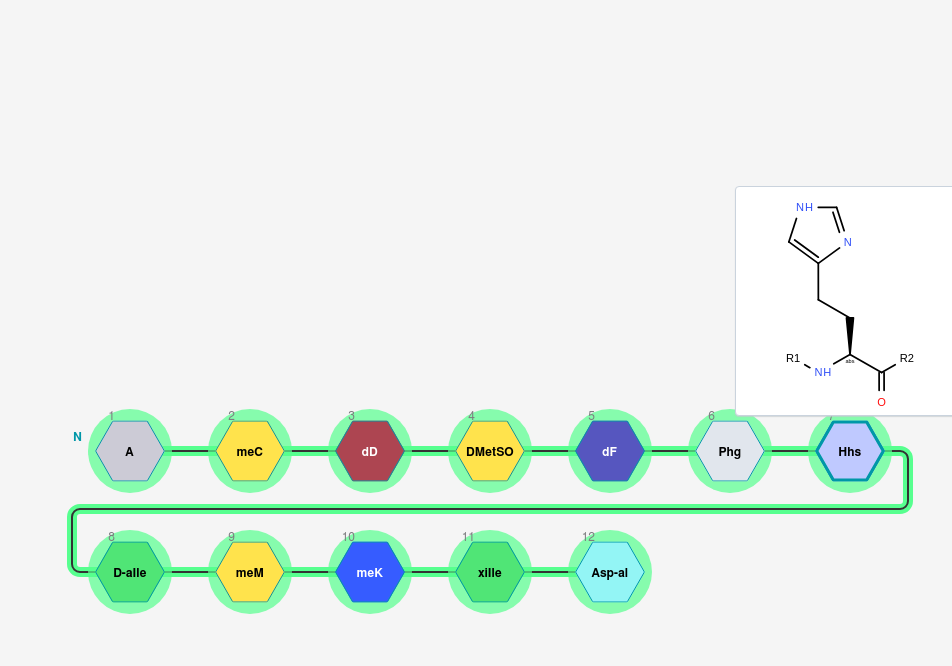 NH
N
R1
NH
abs
R2
O
1 2 3 4 5 6
N
A meC dD DMetSO dF Phg Hhs
8 9 10 11 12
D-aIle meM meK xiIle Asp-al